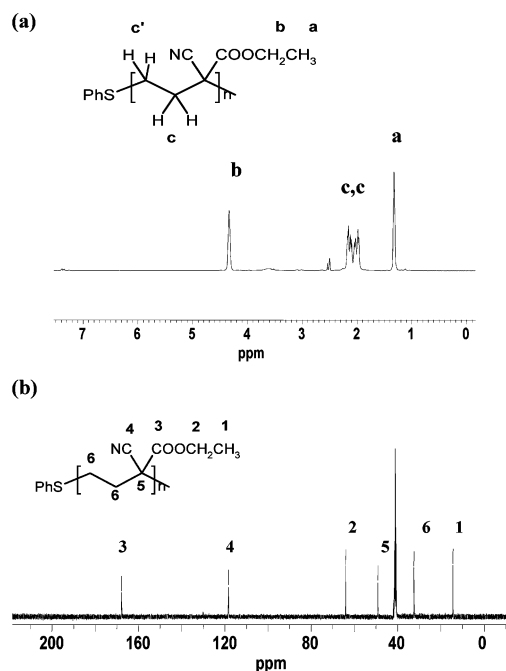 (a)
c' b a
H H NC COOCH2CH3
PhS n
H H
c
b c,c a
7 6 5 4 3 2 1 0
ppm
(b)
4 3 2 1
NC COOCH2CH3
6
PhS n
6 5
3 4 2 5 6 1
200 160 120 80 40 0
ppm